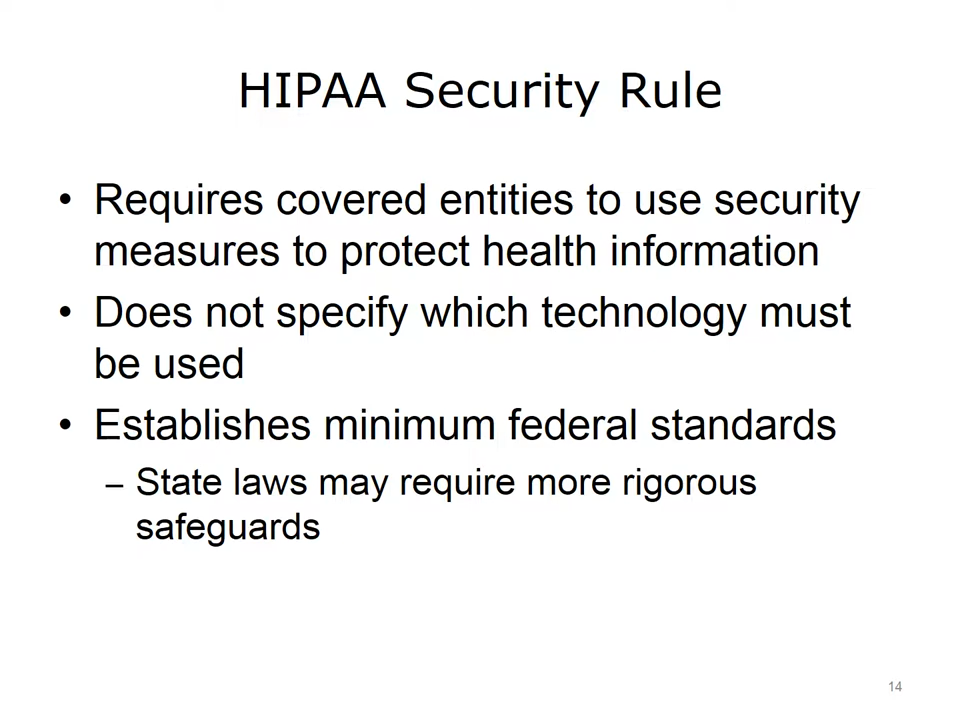 HIPAA Security Rule
• Requires covered entities to use security
measures to protect health information
• Does not specify which technology must
be used
• Establishes minimum federal standards
– State laws may require more rigorous
safeguards
14